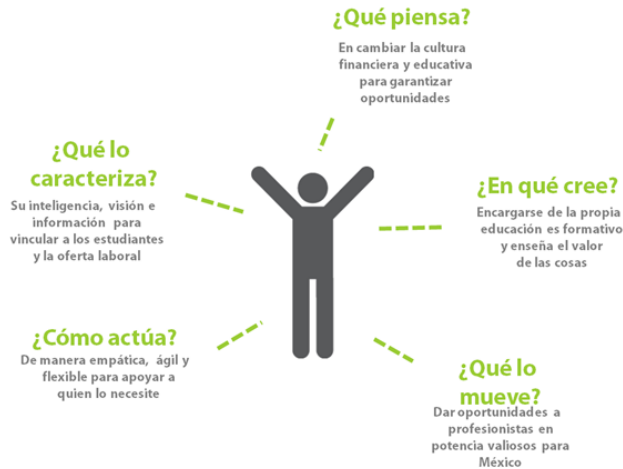 ¿Qué piensa?
En cambiar la cultura
financiera y educativa
para garantizar
oportunidades
¿Qué lo
caracteriza?
Su inteligencia, visión e
información para
vincular a los estudiantes
y la oferta laboral
¿En qué cree?
Encargarse de la propia
educación es formativo
y enseña el valor
de las cosas
¿Cómo actúa?
De manera empática, ágil y
flexible para apoyar a
quien lo necesite
¿Qué lo
mueve?
Dar oportunidades a
profesionistas en
potencia valiosos para
México